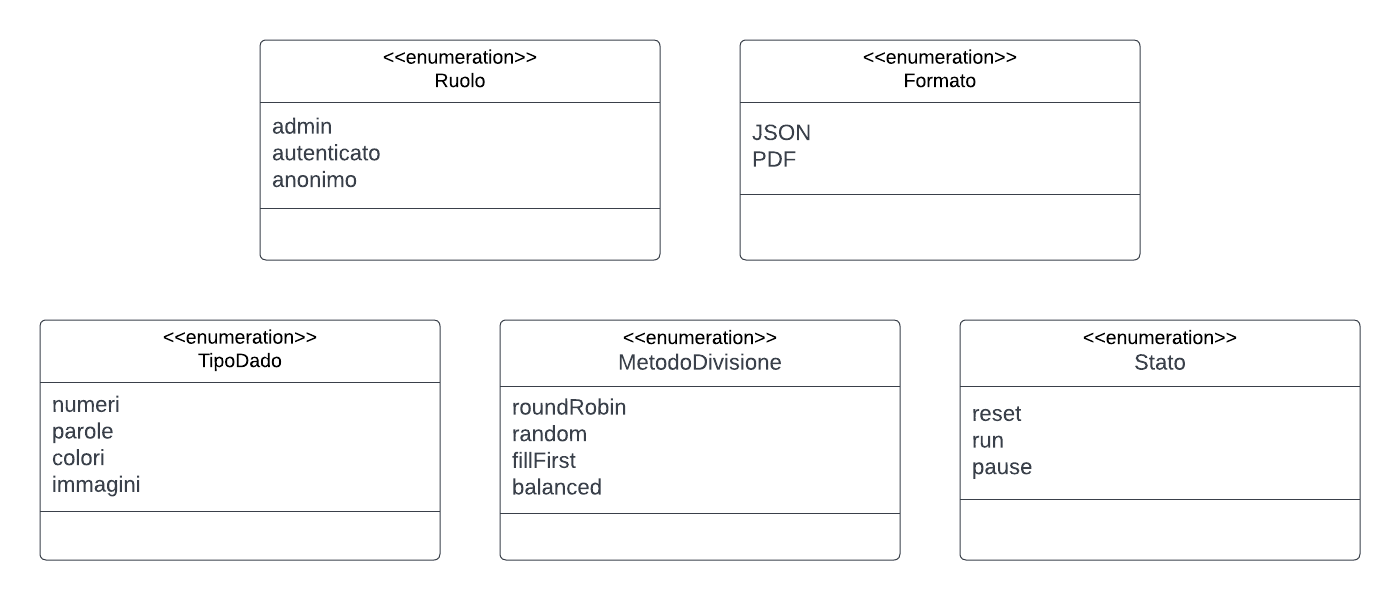 <<enumeration>>
Ruolo
admin
autenticato
anonimo
<<enumeration>>
Formato
JSON
PDF
<<enumeration>>
TipoDado
numeri
parole
colori
immagini
<<enumeration>>
MetodoDivisione
roundRobin
random
fillFirst
balanced
<<enumeration>>
Stato
reset
run
pause